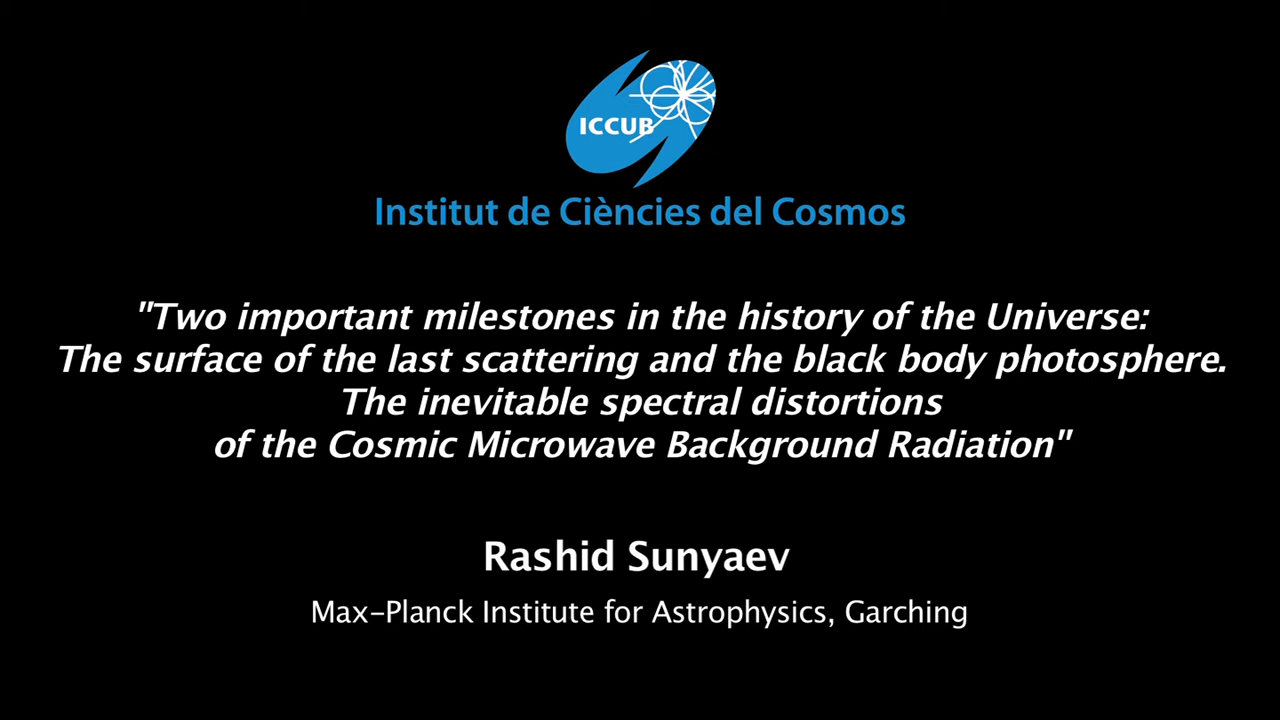 ICCUB
Institut de Ciències del Cosmos
"Two important milestones in the history of the Universe:
The surface of the last scattering and the black body photosphere.
The inevitable spectral distortions
of the Cosmic Microwave Background Radiation"
Rashid Sunyaev
Max-Planck Institute for Astrophysics, Garching